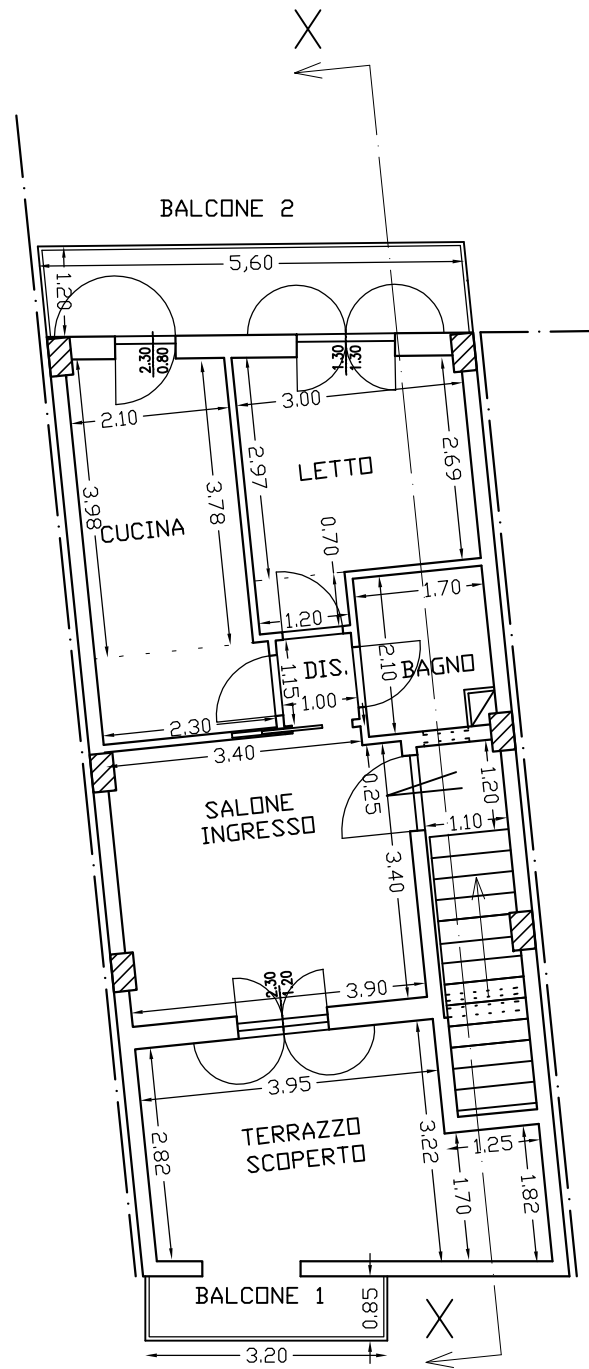 X
BALCONE 2
5,60
1.20
2.30
0.80
1.30
1.30
2.10
3.00
2.97
2.69
LETTO
3.98
3.78
CUCINA
0.70
1.20
1.70
2.10
DIS.
BAGNO
1.15
1.00
2.30
3.40
0.25
1.20
SALONE
INGRESSO
1.10
3.40
2.30
1.20
3.90
3.95
TERRAZZO
SCOPERTO
2.82
3.22
1.25
1.70
1.82
BALCONE 1
0.85
X
3.20